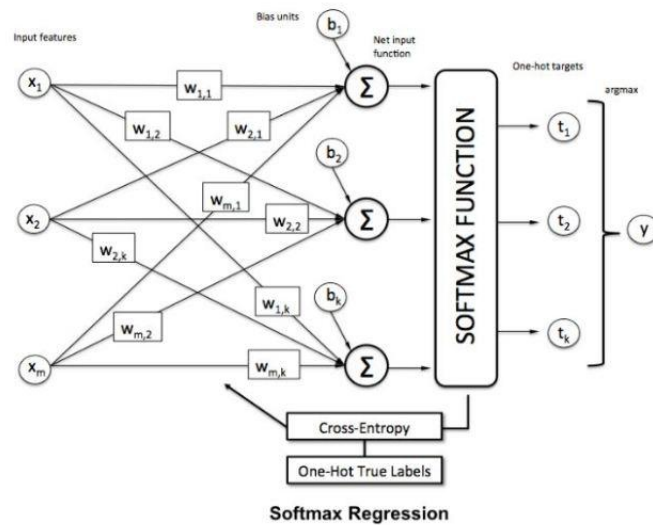 Input features
Bias units
b1
Net input
function
One-hot targets
argmax
x1
w1,1
Σ
w1,2
w2,1
t1
b2
wm,1
x2
w2,2
Σ
SOFTMAX FUNCTION
t2
y
w2,k
bk
w1,k
wm,2
t k
xm
wm,k
Σ
Cross-Entropy
One-Hot True Labels
Softmax Regression